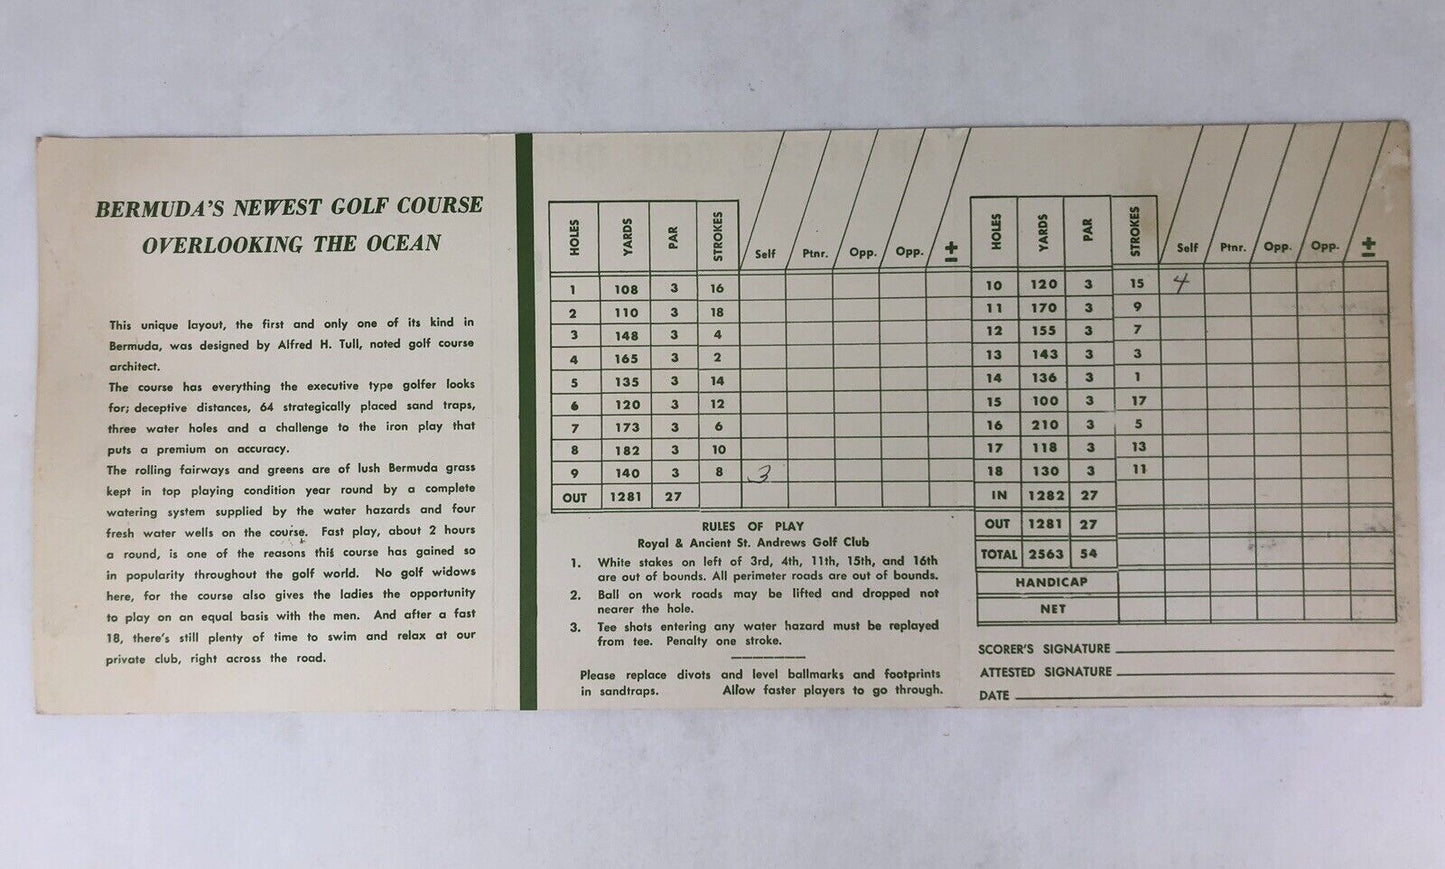 BERMUDA'S NEWEST GOLF COURSE
OVERLOOKING THE OCEAN
This unique layout, the first and only one of its kind in
Bermuda, was designed by Alfred H. Tull, noted golf course
architect.
The course has everything the executive type golfer looks
for; deceptive distances, 64 strategically placed sand traps,
three water holes and a challenge to the iron play that
puts a premium on accuracy.
The rolling fairways and greens are of lush Bermuda grass
kept in top playing condition year round by a complete
watering system supplied by the water hazards and four
fresh water wells on the course. Fast play, about 2 hours
a round, is one of the reasons this course has gained so
in popularity throughout the golf world. No golf widows
here, for the course also gives the ladies the opportunity
to play on an equal basis with the men. And after a fast
18, there's still plenty of time to swim and relax at our
private club, right across the road.
HOLES YARDS PAR STROKES Self Ptnr. Opp. Opp. ±
1 108 3 16
2 110 3 18
3 148 3 4
4 165 3 2
5 135 3 14
6 120 3 12
7 173 3 6
8 182 3 10
9 140 3 8 3
OUT 1281 27
RULES OF PLAY
Royal & Ancient St. Andrews Golf Club
1. White stakes on left of 3rd, 4th, 11th, 15th, and 16th
are out of bounds. All perimeter roads are out of bounds.
2. Ball on work roads may be lifted and dropped not
nearer the hole.
3. Tee shots entering any water hazard must be replayed
from tee. Penalty one stroke.
Please replace divots and level ballmarks and footprints
in sandtraps. Allow faster players to go through.
HOLES YARDS PAR STROKES Self Ptnr. Opp. Opp. ±
10 120 3 15 4
11 170 3 9
12 155 3 7
13 143 3 3
14 136 3 1
15 100 3 17
16 210 3 5
17 118 3 13
18 130 3 11
IN 1282 27
OUT 1281 27
TOTAL 2563 54
HANDICAP
NET
SCORER'S SIGNATURE
ATTESTED SIGNATURE
DATE